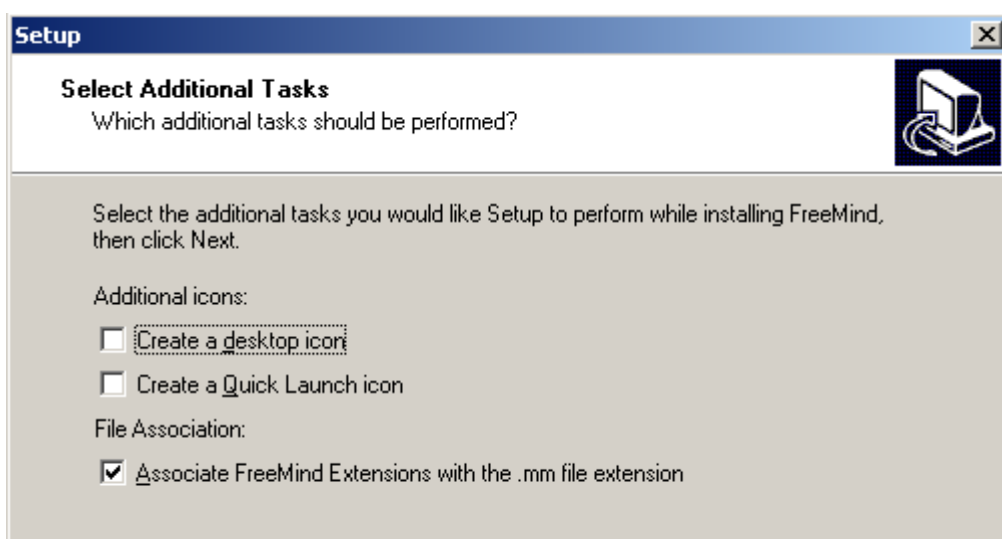 Setup
Select Additional Tasks
Which additional tasks should be performed?
Select the additional tasks you would like Setup to perform while installing FreeMind,
then click Next.
Additional icons:
Create a desktop icon
Create a Quick Launch icon
File Association:
Associate FreeMind Extensions with the .mm file extension